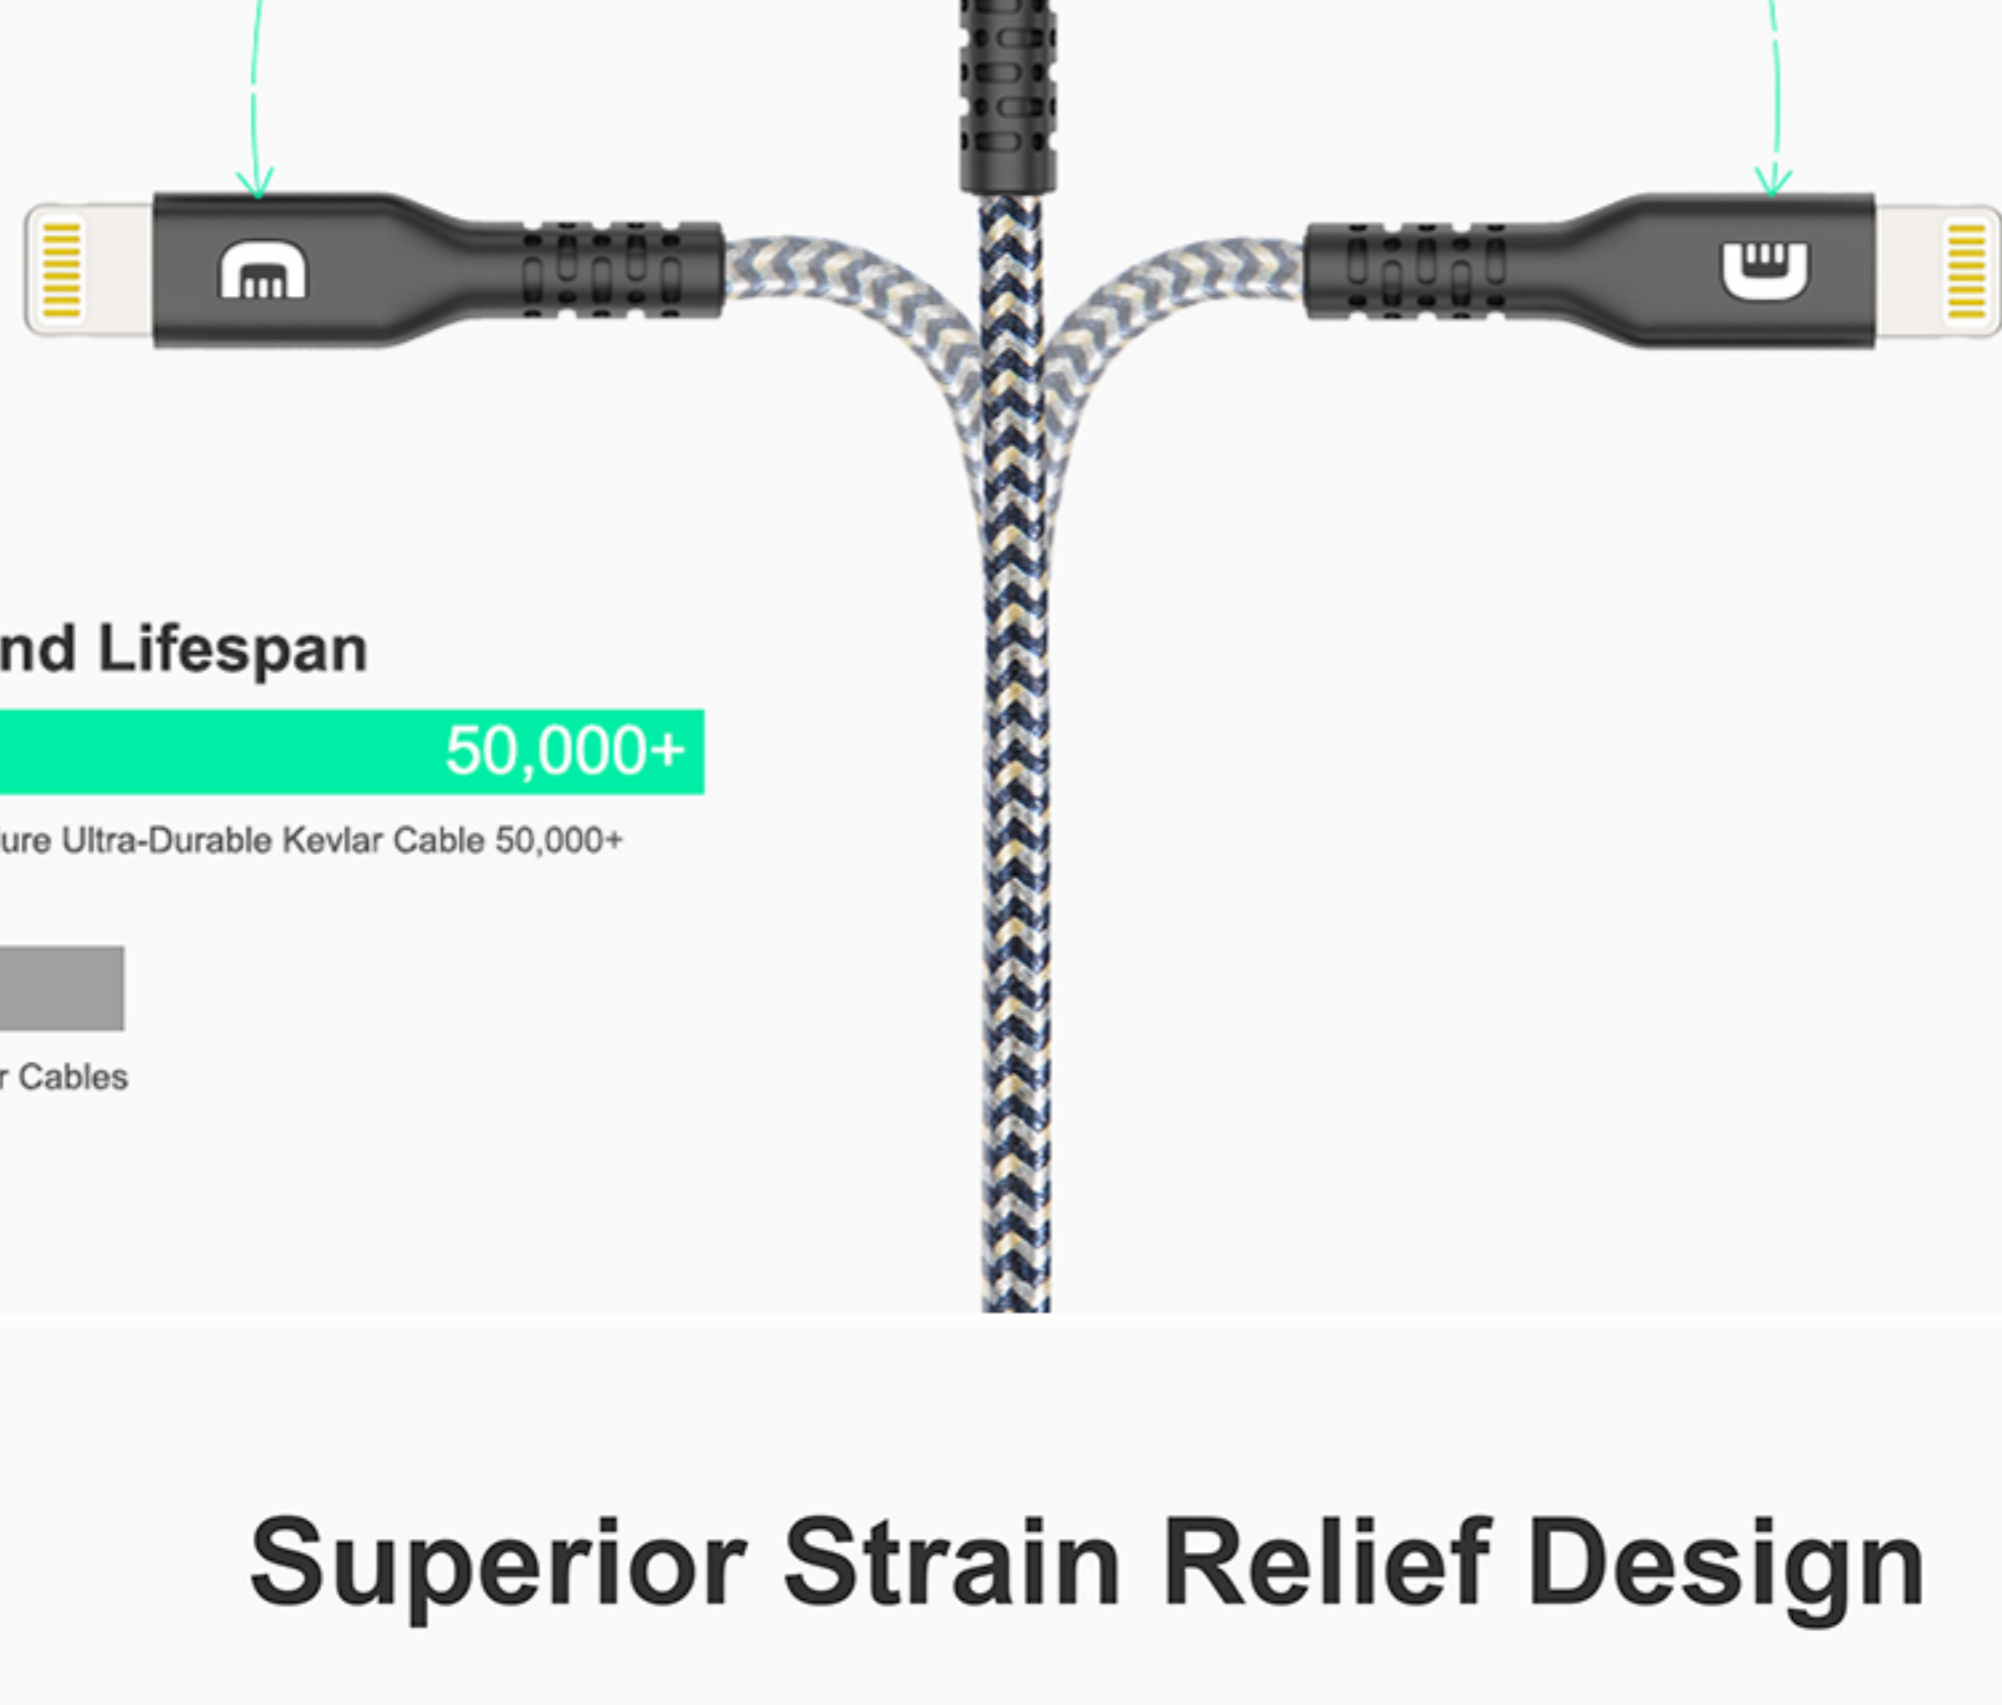 nd Lifespan
50,000+
ure Ultra-Durable Kevlar Cable 50,000+
r Cables
Superior Strain Relief Design